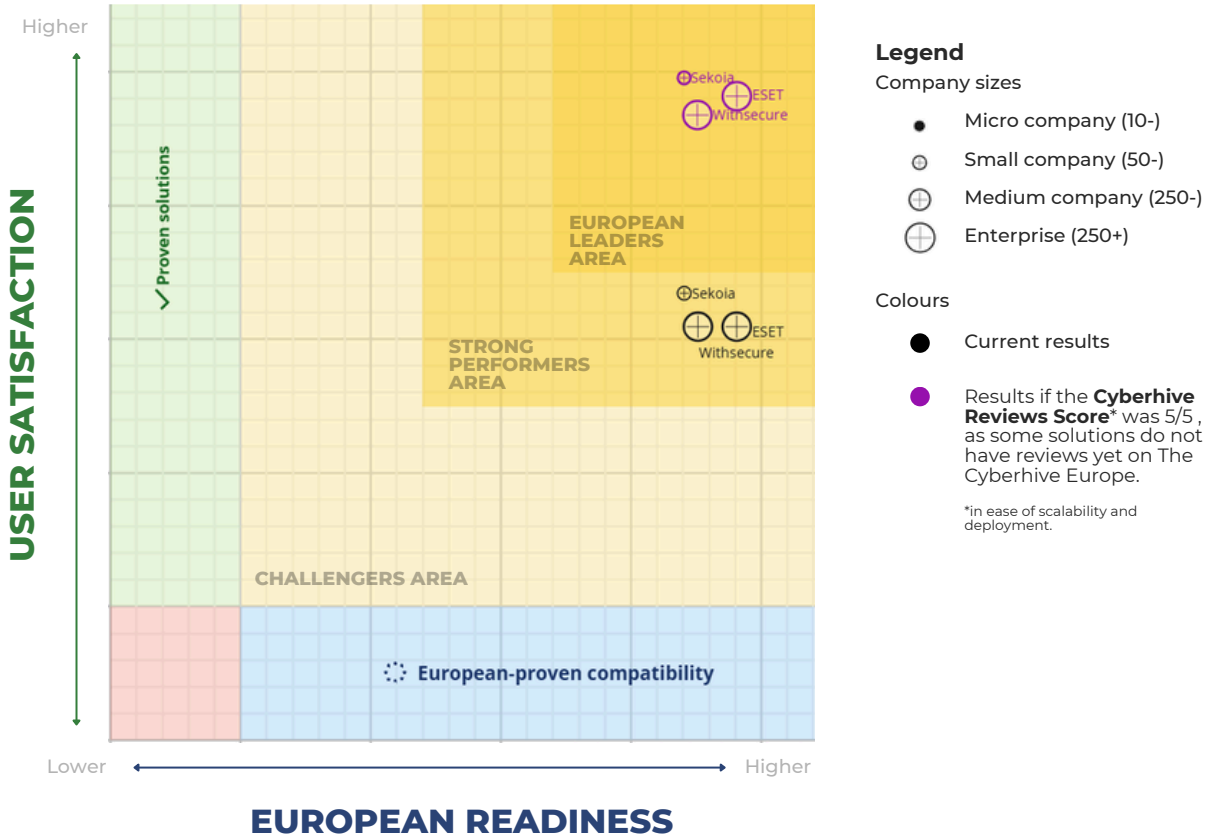 Higher
USER SATISFACTION
Proven solutions
Sekoia
ESET
Withsecure
EUROPEAN
LEADERS
AREA
Sekoia
ESET
Withsecure
STRONG
PERFORMERS
AREA
CHALLENGERS AREA
European-proven compatibility
Lower
Higher
EUROPEAN READINESS
Legend
Company sizes
Micro company (10-)
Small company (50-)
Medium company (250-)
Enterprise (250+)
Colours
Current results
Results if the Cyberhive
Reviews Score* was 5/5 ,
as some solutions do not
have reviews yet on The
Cyberhive Europe.
*in ease of scalability and
deployment.